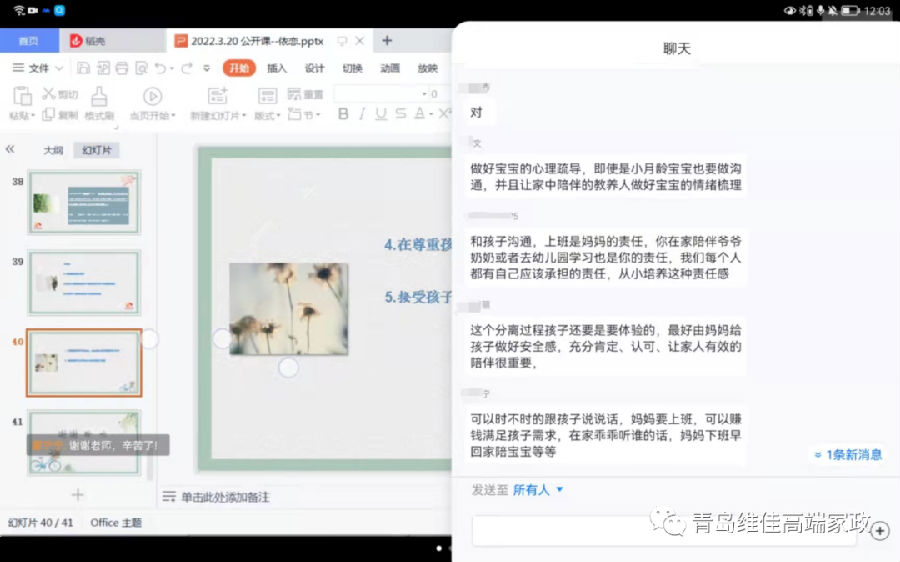 12:03
首页
稻壳
2022.3.20 公开课--依恋.pptx
+
文件
开始
插入
设计
切换
动画
放映
粘贴
剪切
复制
格式刷
当页开始
新建幻灯片
版式
重置
节
B I U S A
大纲
幻灯片
38
39
40
41
谢谢老师,辛苦了!
4.在尊重孩
5.接受孩子
单击此处添加备注
幻灯片 40 / 41
Office 主题
聊天
对
文
做好宝宝的心理疏导,即使是小月龄宝宝也要做沟
通,并且让家中陪伴的教养人做好宝宝的情绪梳理
和孩子沟通,上班是妈妈的责任,你在家陪伴爷爷
奶奶或者去幼儿园学习也是你的责任,我们每个人
都有自己应该承担的责任,从小培养这种责任感
这个分离过程孩子还要是要体验的,最好由妈妈给
孩子做好安全感,充分肯定、认可、让家人有效的
陪伴很重要,
可以时不时的跟孩子说说话,妈妈要上班,可以赚
钱满足孩子需求,在家乖乖听谁的话,妈妈下班早
回家陪宝宝等等
1条新消息
发送至 所有人
青岛维佳高端家政